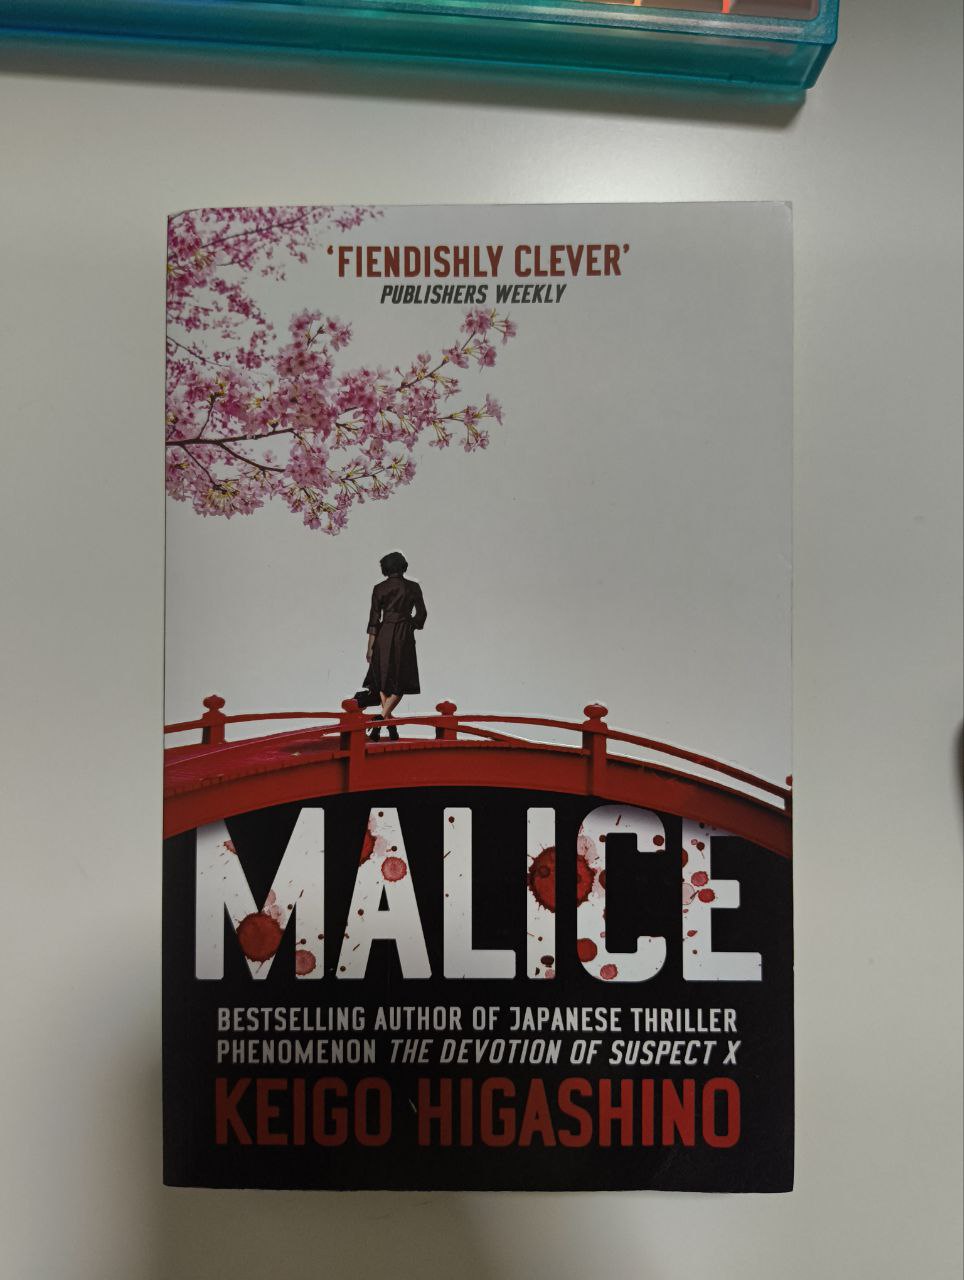 ‘FIENDISHLY CLEVER’
PUBLISHERS WEEKLY
MALICE
BESTSELLING AUTHOR OF JAPANESE THRILLER
PHENOMENON THE DEVOTION OF SUSPECT X
KEIGO HIGASHINO